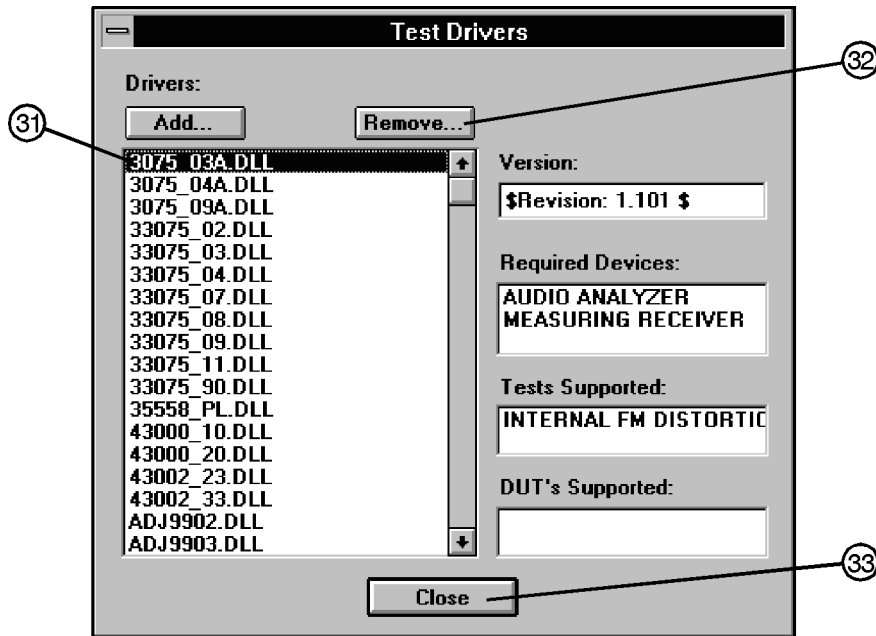 Test Drivers
32
Drivers:
31
Add...
Remove...
3075_03A.DLL
3075_04A.DLL
3075_09A.DLL
33075_02.DLL
33075_03.DLL
33075_04.DLL
33075_07.DLL
33075_08.DLL
33075_09.DLL
33075_11.DLL
33075_90.DLL
35558_PL.DLL
43000_10.DLL
43000_20.DLL
43002_23.DLL
43002_33.DLL
ADJ9902.DLL
ADJ9903.DLL
Version:
$Revision: 1.101 $
Required Devices:
AUDIO ANALYZER
MEASURING RECEIVER
Tests Supported:
INTERNAL FM DISTORTIO
DUT's Supported:
33
Close